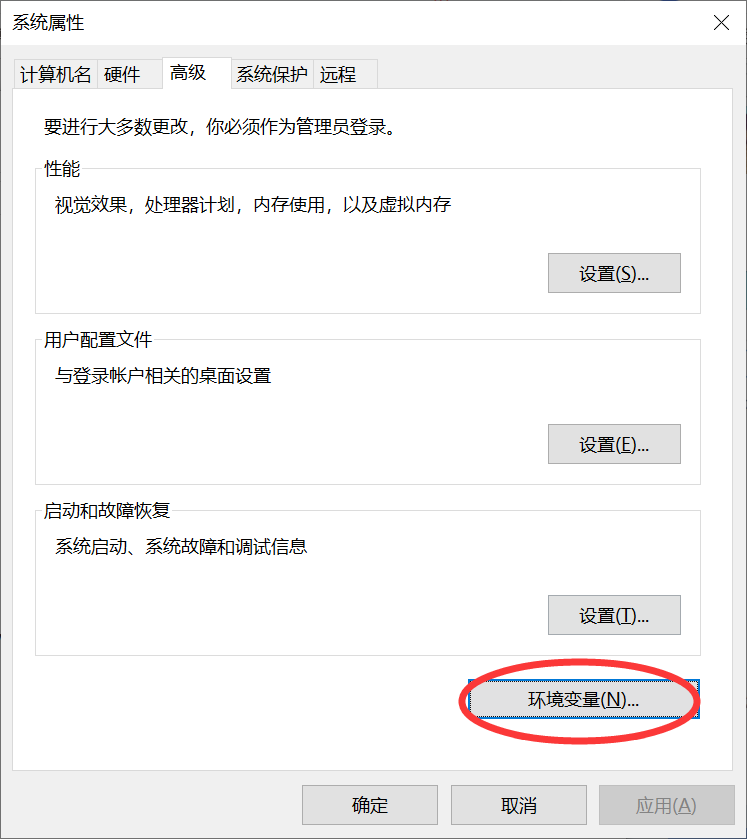 系统属性
计算机名 硬件 高级 系统保护 远程
要进行大多数更改，你必须作为管理员登录。
性能
视觉效果，处理器计划，内存使用，以及虚拟内存
设置(S)...
用户配置文件
与登录帐户相关的桌面设置
设置(E)...
启动和故障恢复
系统启动、系统故障和调试信息
设置(T)...
环境变量(N)...
确定 取消 应用(A)